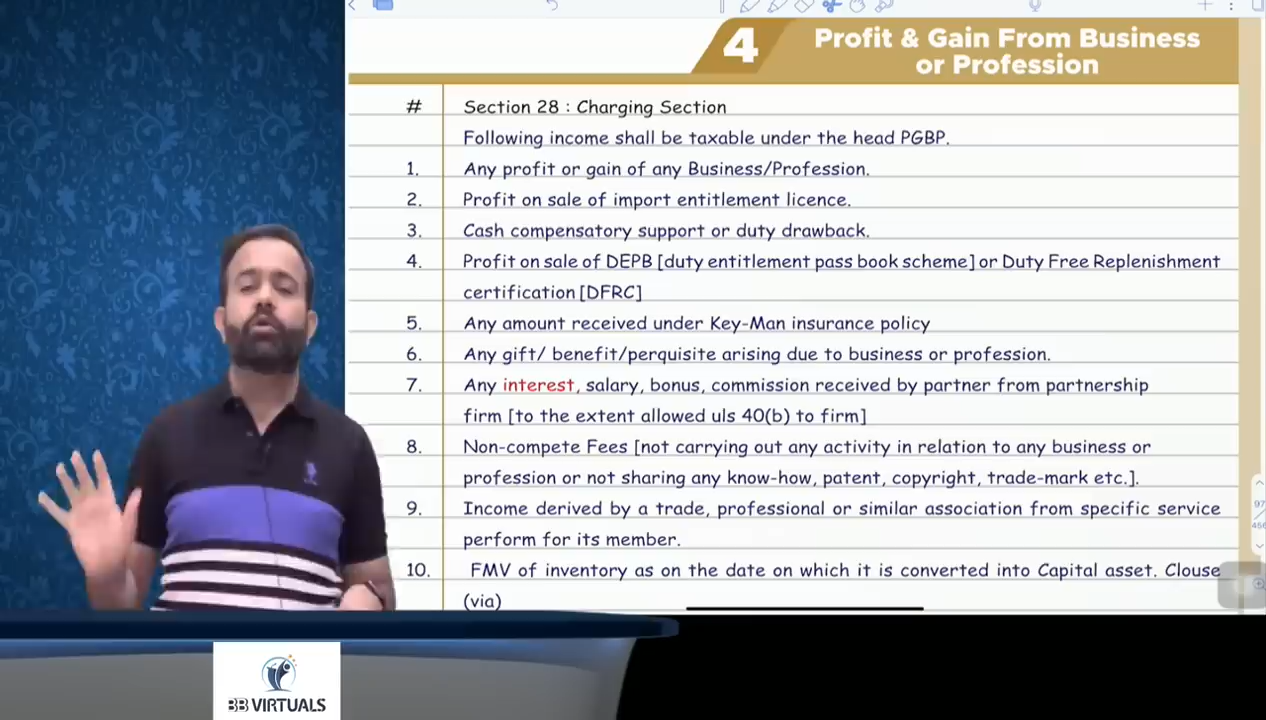 4
Profit & Gain From Business
or Profession
# Section 28 : Charging Section
Following income shall be taxable under the head PGBP.
1. Any profit or gain of any Business/Profession.
2. Profit on sale of import entitlement licence.
3. Cash compensatory support or duty drawback.
4. Profit on sale of DEPB [duty entitlement pass book scheme] or Duty Free Replenishment
certification [DFRC]
5. Any amount received under Key-Man insurance policy
6. Any gift/ benefit/perquisite arising due to business or profession.
7. Any interest, salary, bonus, commission received by partner from partnership
firm [to the extent allowed uls 40(b) to firm]
8. Non-compete Fees [not carrying out any activity in relation to any business or
profession or not sharing any know-how, patent, copyright, trade-mark etc.].
9. Income derived by a trade, professional or similar association from specific service
perform for its member.
10. FMV of inventory as on the date on which it is converted into Capital asset. Clouse
(via)
97
BB VIRTUALS